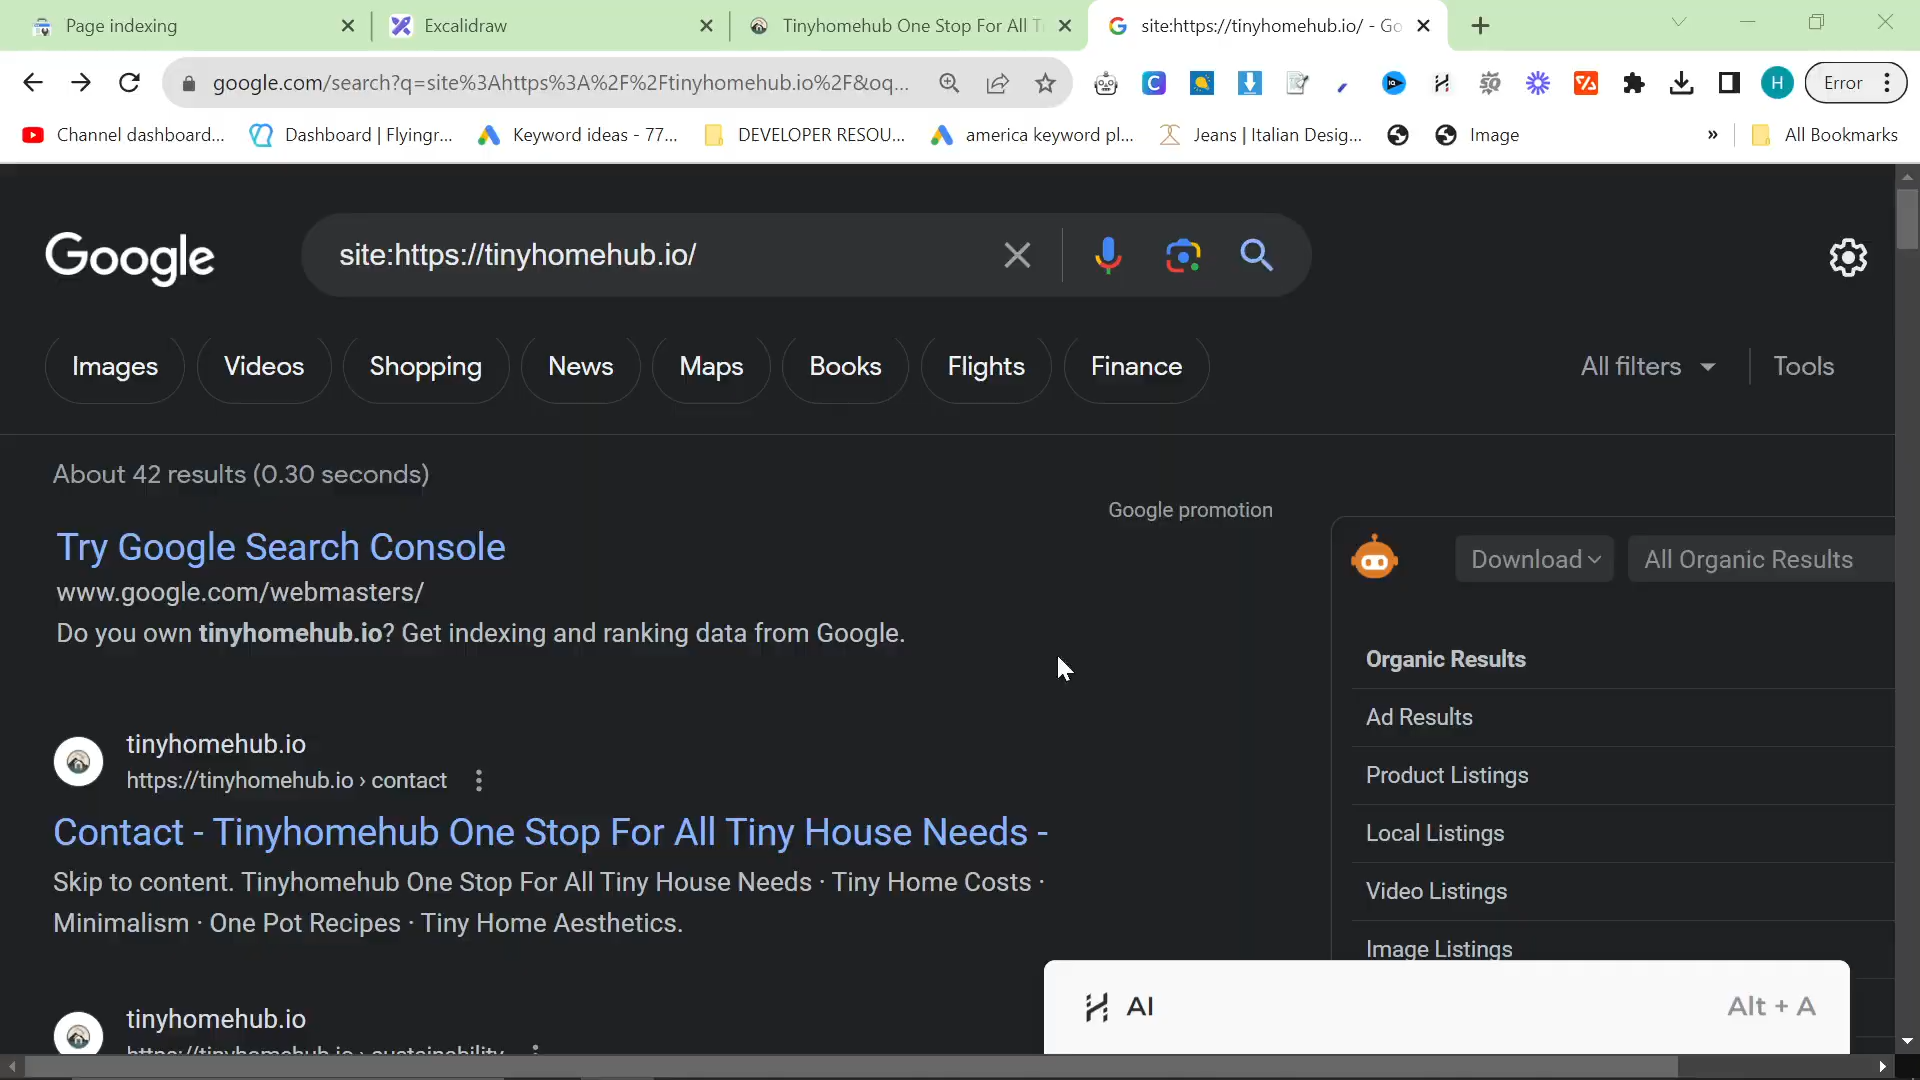 Page indexing
Excalidraw
Tinyhomehub One Stop For All T
site:https://tinyhomehub.io/ - Go
google.com/search?q=site%3Ahttps%3A%2F%2Ftinyhomehub.io%2F&oq...
H
Error
Channel dashboard...
Dashboard | Flyingr...
Keyword ideas - 77...
DEVELOPER RESOU...
america keyword pl...
Jeans | Italian Desig...
Image
»
All Bookmarks
Google
site:https://tinyhomehub.io/
Images
Videos
Shopping
News
Maps
Books
Flights
Finance
All filters
Tools
About 42 results (0.30 seconds)
Google promotion
Try Google Search Console
www.google.com/webmasters/
Do you own tinyhomehub.io? Get indexing and ranking data from Google.
Download
All Organic Results
Organic Results
Ad Results
Product Listings
Local Listings
Video Listings
Image Listings
tinyhomehub.io
https://tinyhomehub.io › contact
Contact - Tinyhomehub One Stop For All Tiny House Needs -
Skip to content. Tinyhomehub One Stop For All Tiny House Needs · Tiny Home Costs ·
Minimalism · One Pot Recipes · Tiny Home Aesthetics.
tinyhomehub.io
https://tinyhomehub.io › sustainability
AI
Alt + A